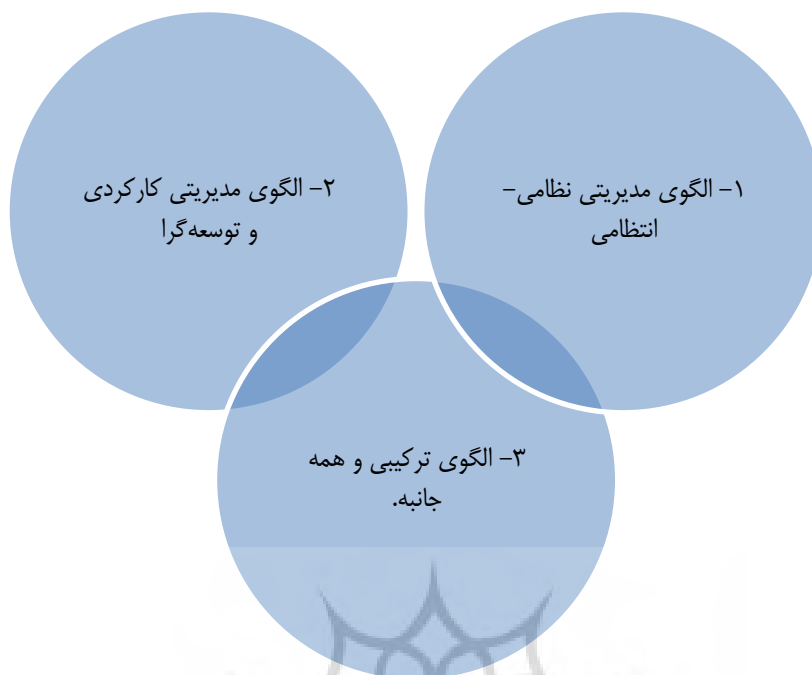 ۱- الگوی مدیریتی نظامی-
انتظامی
۲- الگوی مدیریتی کارکردی
و توسعه‌گرا
۳- الگوی ترکیبی و همه
جانبه.